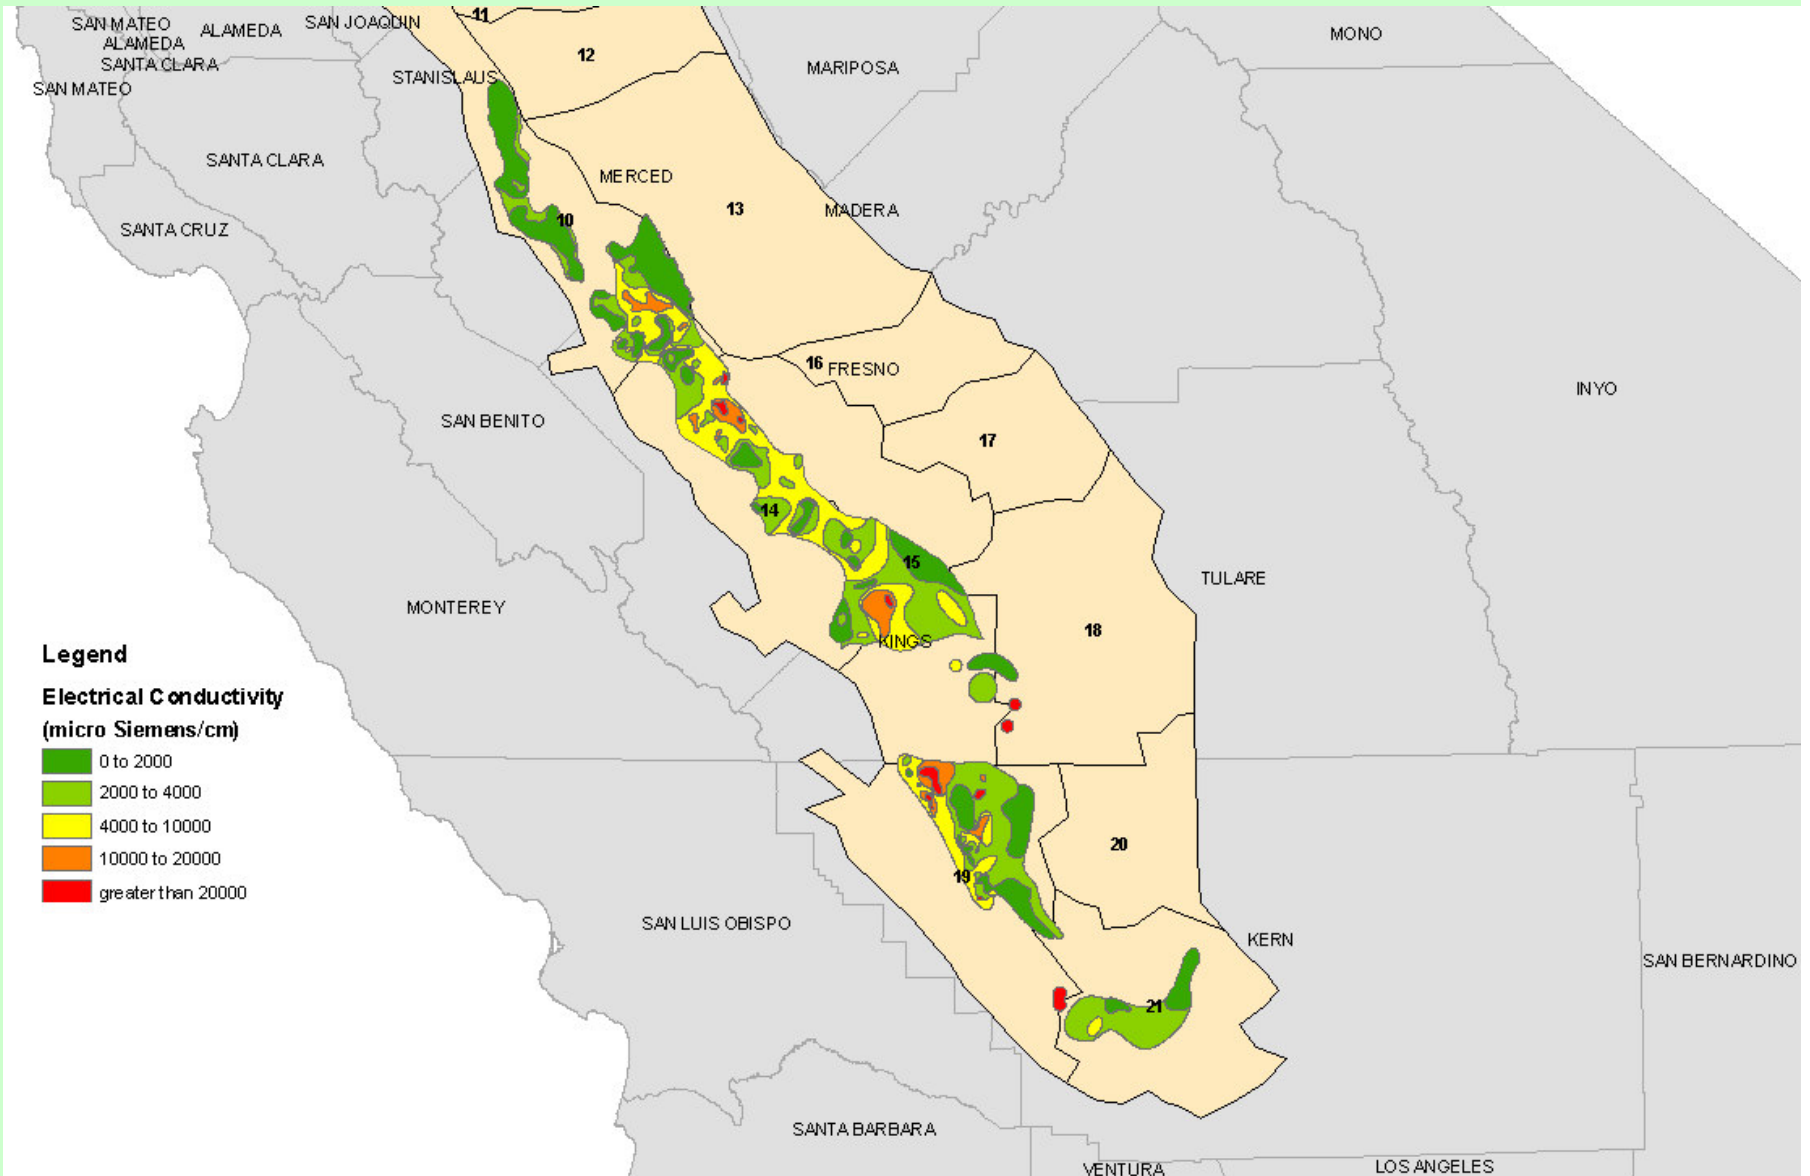 11
SAN MATEO
SAN JOAQUIN
ALAMEDA
ALAMEDA
12
MONO
SANTA CLARA
MARIPOSA
STANISLAUS
SAN MATEO
SANTA CLARA
MERCED
13
MADERA
10
SANTA CRUZ
16
FRESNO
INYO
SAN BENITO
17
14
15
TULARE
MONTEREY
18
KINGS
Legend
Electrical Conductivity
(micro Siemens/cm)
0 to 2000
2000 to 4000
4000 to 10000
10000 to 20000
greater than 20000
20
19
SAN LUIS OBISPO
KERN
SAN BERNARDINO
21
SANTA BARBARA
VENTURA
LOS ANGELES